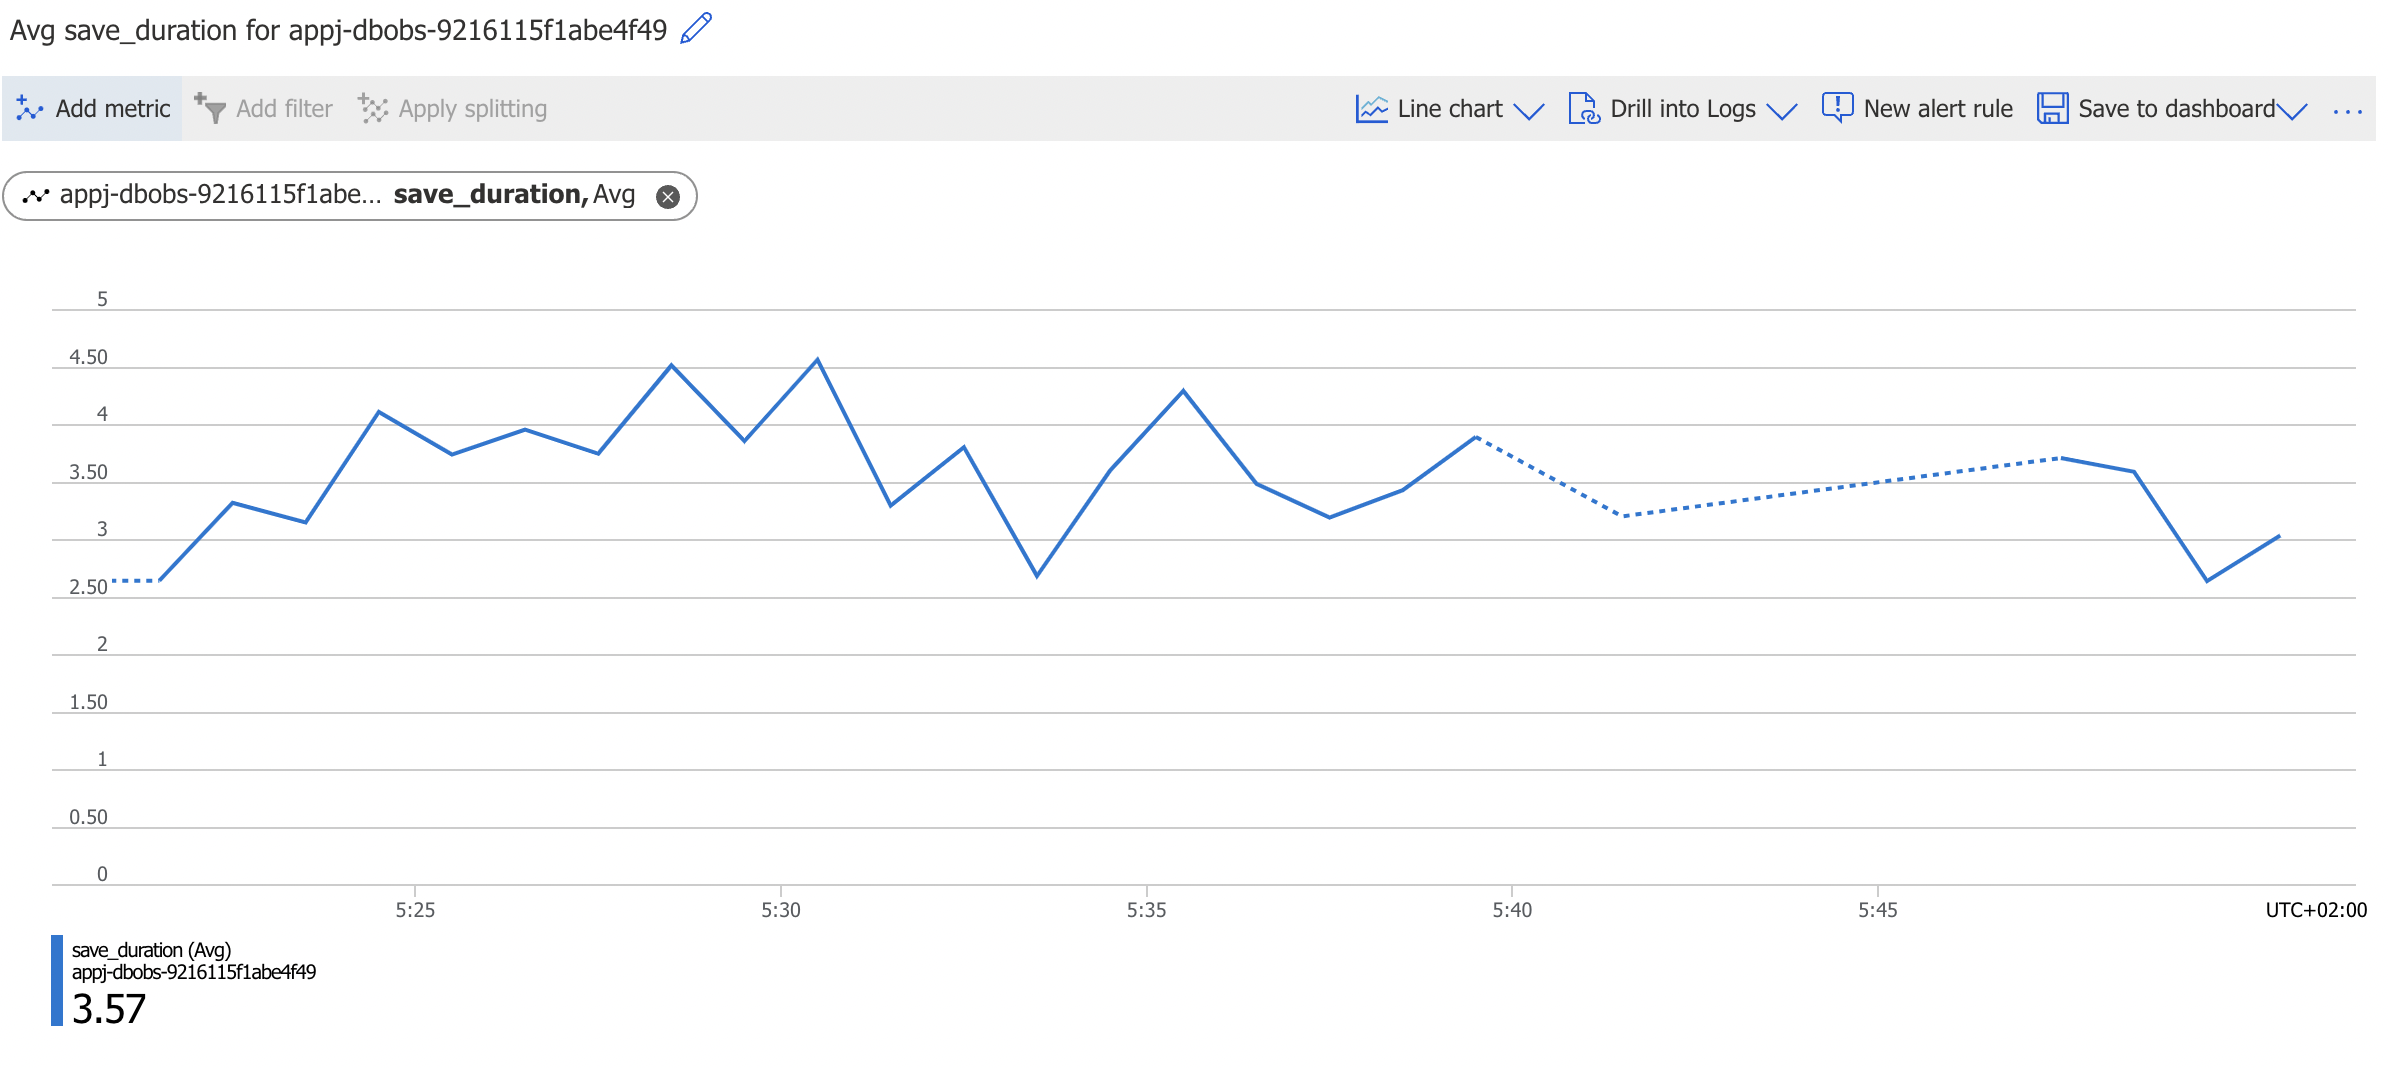 Avg save_duration for appj-dbobs-9216115f1abe4f49
Add metric Add filter Apply splitting Line chart Drill into Logs New alert rule Save to dashboard ...
appj-dbobs-9216115f1abe... save_duration, Avg
5
4.50
4
3.50
3
2.50
2
1.50
1
0.50
0
5:25 5:30 5:35 5:40 5:45 UTC+02:00
save_duration (Avg)
appj-dbobs-9216115f1abe4f49
3.57